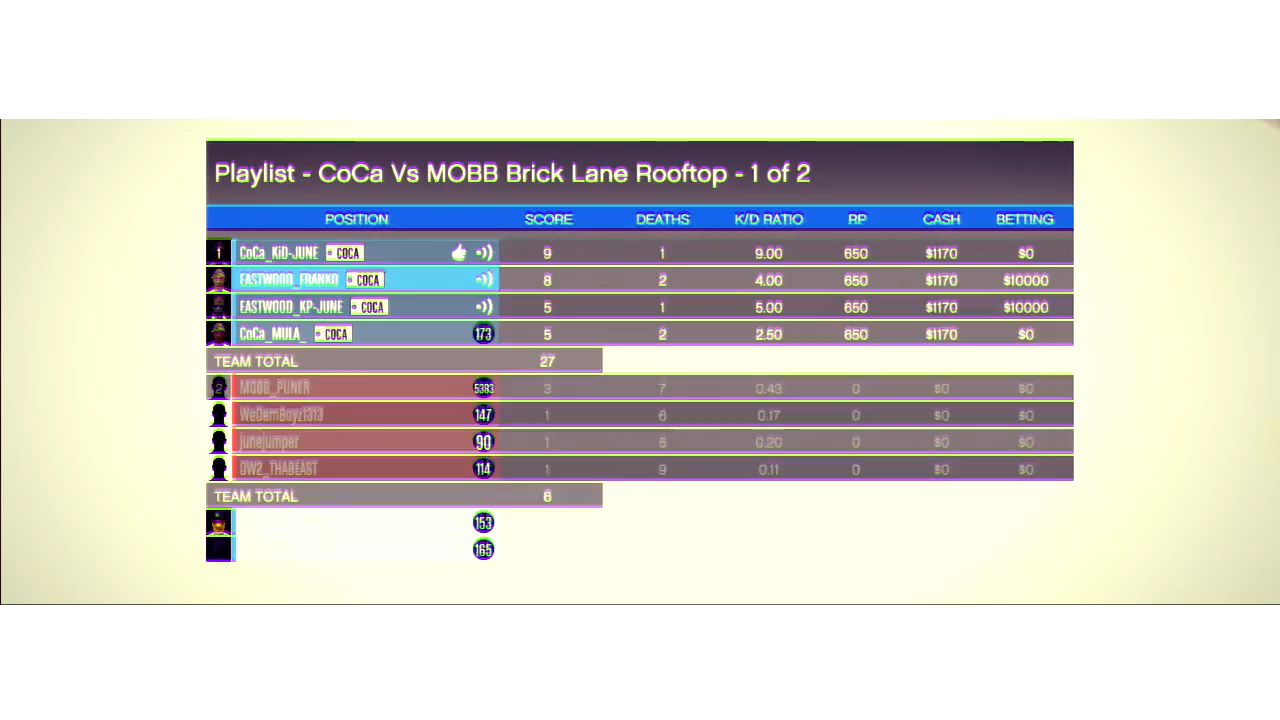 Playlist - CoCa Vs MOBB Brick Lane Rooftop - 1 of 2
POSITION SCORE DEATHS K/D RATIO RP CASH BETTING
1 CoCa_KiD-JUNE COCA 9 1 9.00 650 $1170 $0
EASTWOOD_FRANKO COCA 8 2 4.00 650 $1170 $10000
EASTWOOD_KP-JUNE COCA 5 1 5.00 650 $1170 $10000
CoCa_MULA_ COCA 173 5 2 2.50 650 $1170 $0
TEAM TOTAL 27
2 MOBB_PUNER 5383 3 7 0.43 0 $0 $0
WeDemBoyz1313 147 1 6 0.17 0 $0 $0
junejumper 90 1 5 0.20 0 $0 $0
DW2_THABEAST 114 1 9 0.11 0 $0 $0
TEAM TOTAL 6
153
165